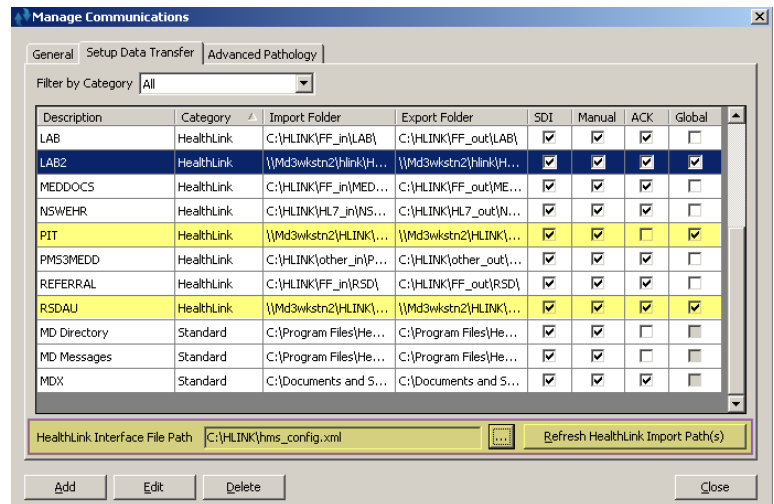 Manage Communications
General Setup Data Transfer Advanced Pathology
Filter by Category All
Description Category Import Folder Export Folder SDI Manual ACK Global
LAB HealthLink C:\HLINK\FF_in\LAB\ C:\HLINK\FF_out\LAB\
LAB2 HealthLink \\Md3wkstn2\hlink\H... \\Md3wkstn2\hlink\H...
MEDDOCS HealthLink C:\HLINK\FF_in\MED... C:\HLINK\FF_out\ME...
NSWEHR HealthLink C:\HLINK\HL7_in\NS... C:\HLINK\HL7_out\N...
PIT HealthLink \\Md3wkstn2\HLINK\... \\Md3wkstn2\HLINK\...
PMS3MEDD HealthLink C:\HLINK\other_in\P... C:\HLINK\other_out\...
REFERRAL HealthLink C:\HLINK\FF_in\RSD\ C:\HLINK\FF_out\RSD\
RSDAU HealthLink \\Md3wkstn2\HLINK\... \\Md3wkstn2\HLINK\...
MD Directory Standard C:\Program Files\He... C:\Program Files\He...
MD Messages Standard C:\Program Files\He... C:\Program Files\He...
MDX Standard C:\Documents and S... C:\Documents and S...
HealthLink Interface File Path C:\HLINK\hms_config.xml ... Refresh HealthLink Import Path(s)
Add Edit Delete Close